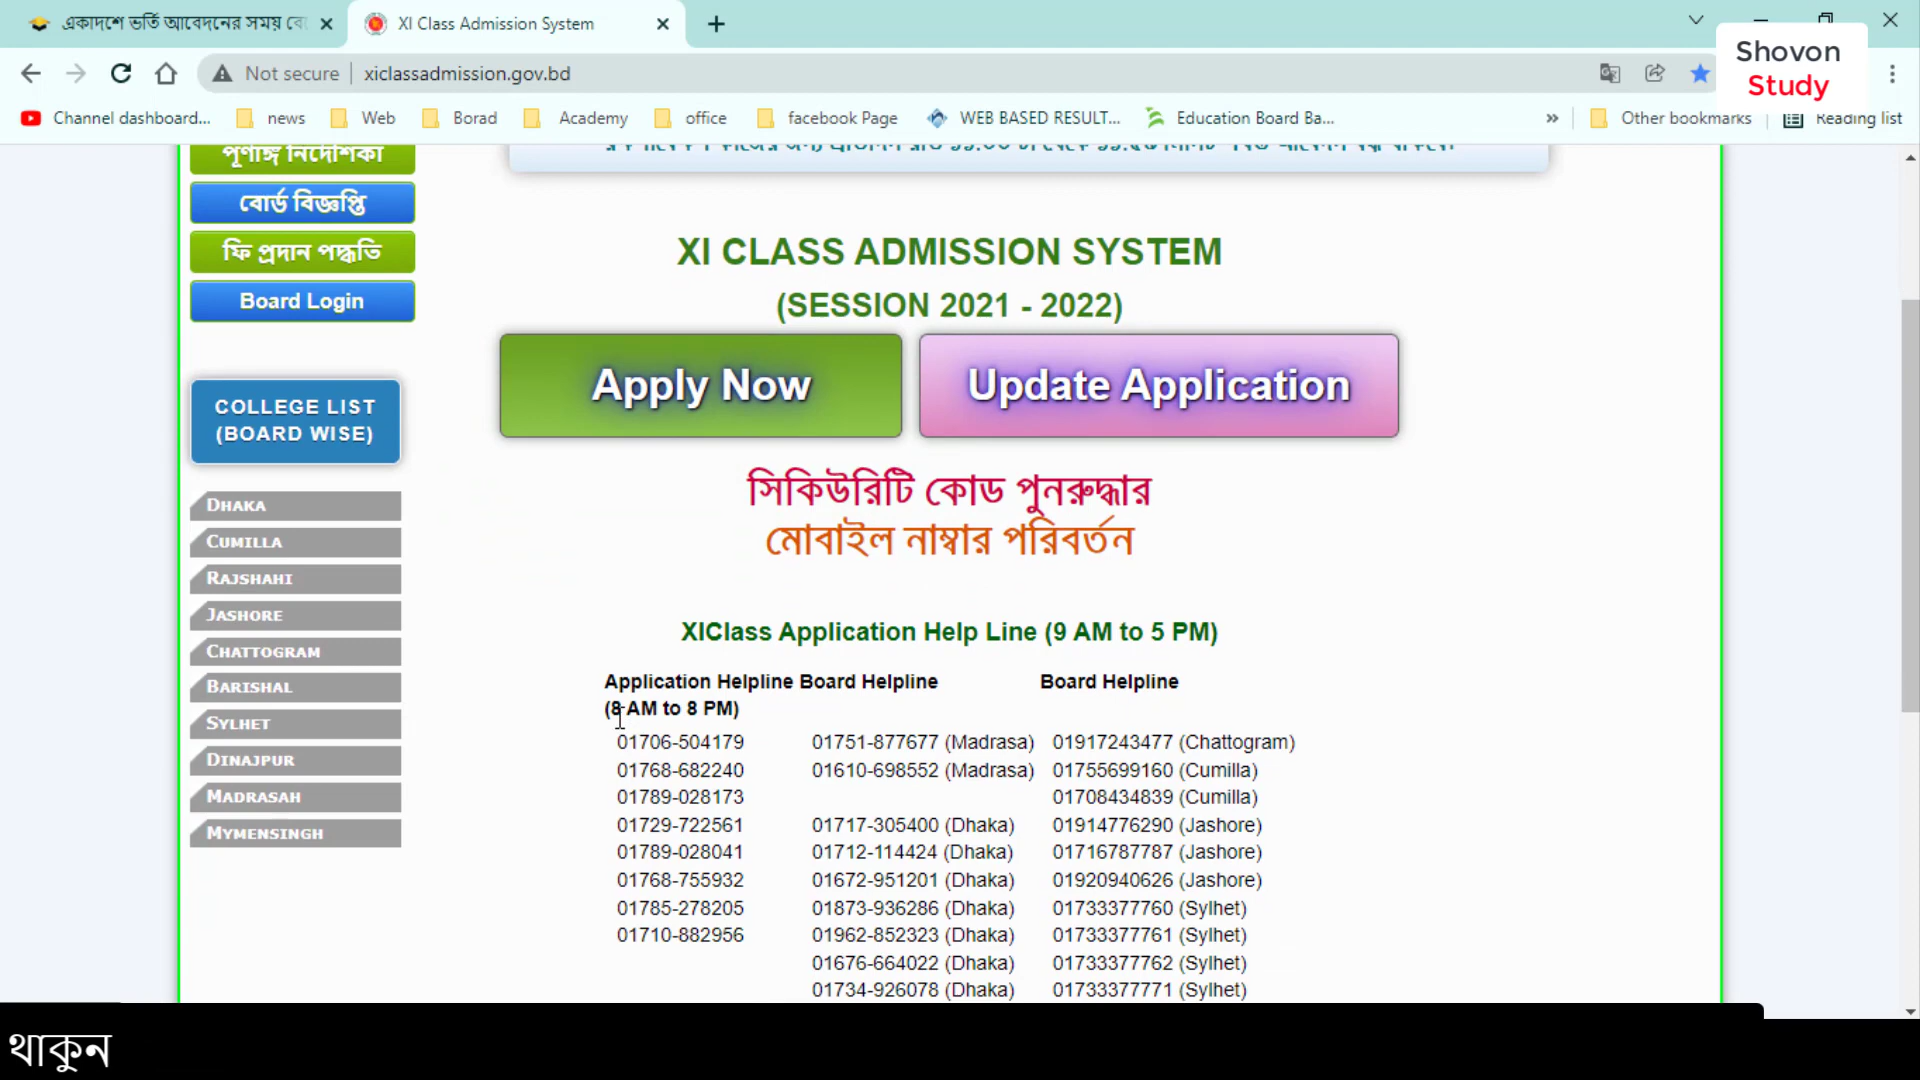 একাদশে ভর্তি আবেদনের সময় বে
XI Class Admission System
Shovon
Study
Not secure
xiclassadmission.gov.bd
Channel dashboard...
news
Web
Borad
Academy
office
facebook Page
WEB BASED RESULT...
Education Board Ba...
Other bookmarks
Reading list
পূর্ণাঙ্গ নির্দেশিকা
বোর্ড বিজ্ঞপ্তি
ফি প্রদান পদ্ধতি
Board Login
COLLEGE LIST
(BOARD WISE)
DHAKA
CUMILLA
RAJSHAHI
JASHORE
CHATTOGRAM
BARISHAL
SYLHET
DINAJPUR
MADRASAH
MYMENSINGH
XI CLASS ADMISSION SYSTEM
(SESSION 2021 - 2022)
Apply Now
Update Application
সিকিউরিটি কোড পুনরুদ্ধার
মোবাইল নাম্বার পরিবর্তন
XIClass Application Help Line (9 AM to 5 PM)
Application Helpline Board Helpline Board Helpline
(8 AM to 8 PM)
01706-504179 01751-877677 (Madrasa) 01917243477 (Chattogram)
01768-682240 01610-698552 (Madrasa) 01755699160 (Cumilla)
01789-028173 01708434839 (Cumilla)
01729-722561 01717-305400 (Dhaka) 01914776290 (Jashore)
01789-028041 01712-114424 (Dhaka) 01716787787 (Jashore)
01768-755932 01672-951201 (Dhaka) 01920940626 (Jashore)
01785-278205 01873-936286 (Dhaka) 01733377760 (Sylhet)
01710-882956 01962-852323 (Dhaka) 01733377761 (Sylhet)
01676-664022 (Dhaka) 01733377762 (Sylhet)
01734-926078 (Dhaka) 01733377771 (Sylhet)
থাকুন